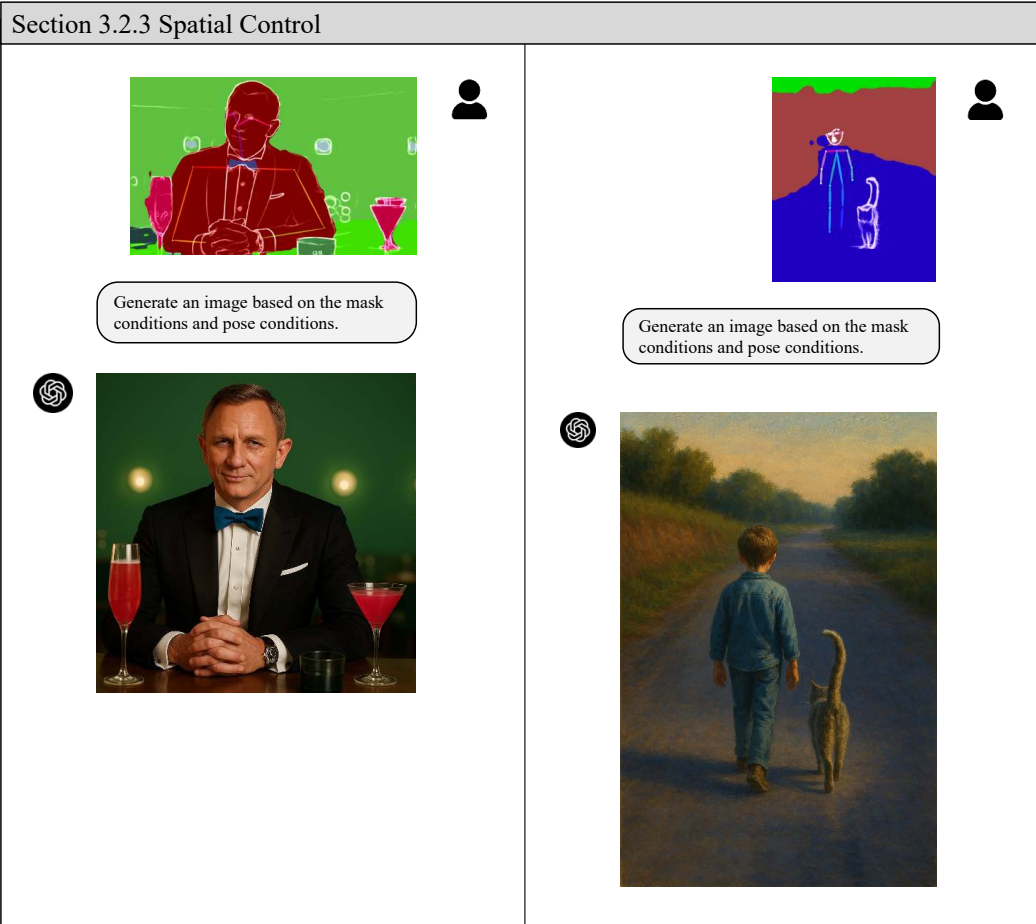 Section 3.2.3 Spatial Control
Generate an image based on the mask
conditions and pose conditions.
Generate an image based on the mask
conditions and pose conditions.